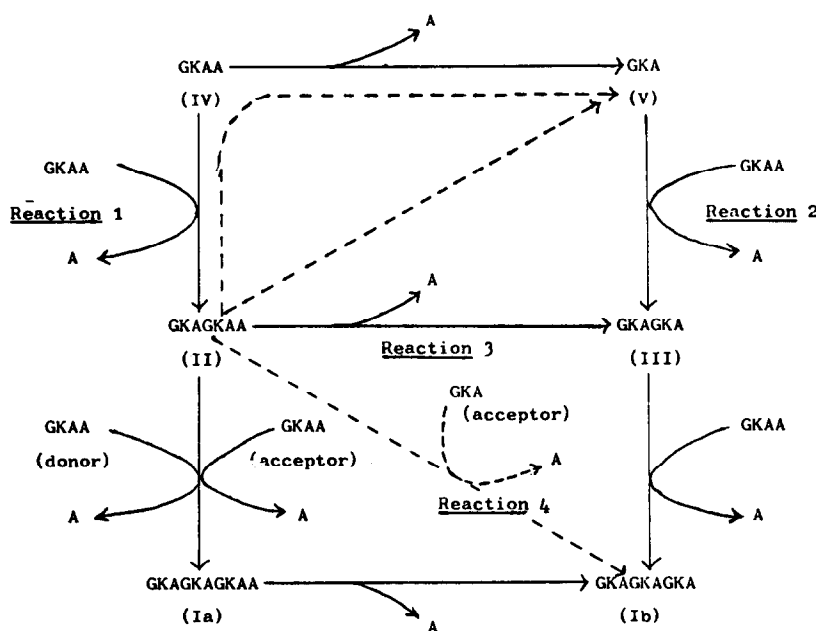 A
GKAA
GKA
(IV)
(V)
GKAA
GKAA
Reaction 1
Reaction 2
A
A
A
GKAGKAA
GKAGKA
(II)
Reaction 3
(III)
GKA
(acceptor)
GKAA
(donor)
GKAA
(acceptor)
GKAA
A
Reaction 4
A
A
A
GKAGKAGKAA
GKAGKAGKA
(Ia)
A
(Ib)